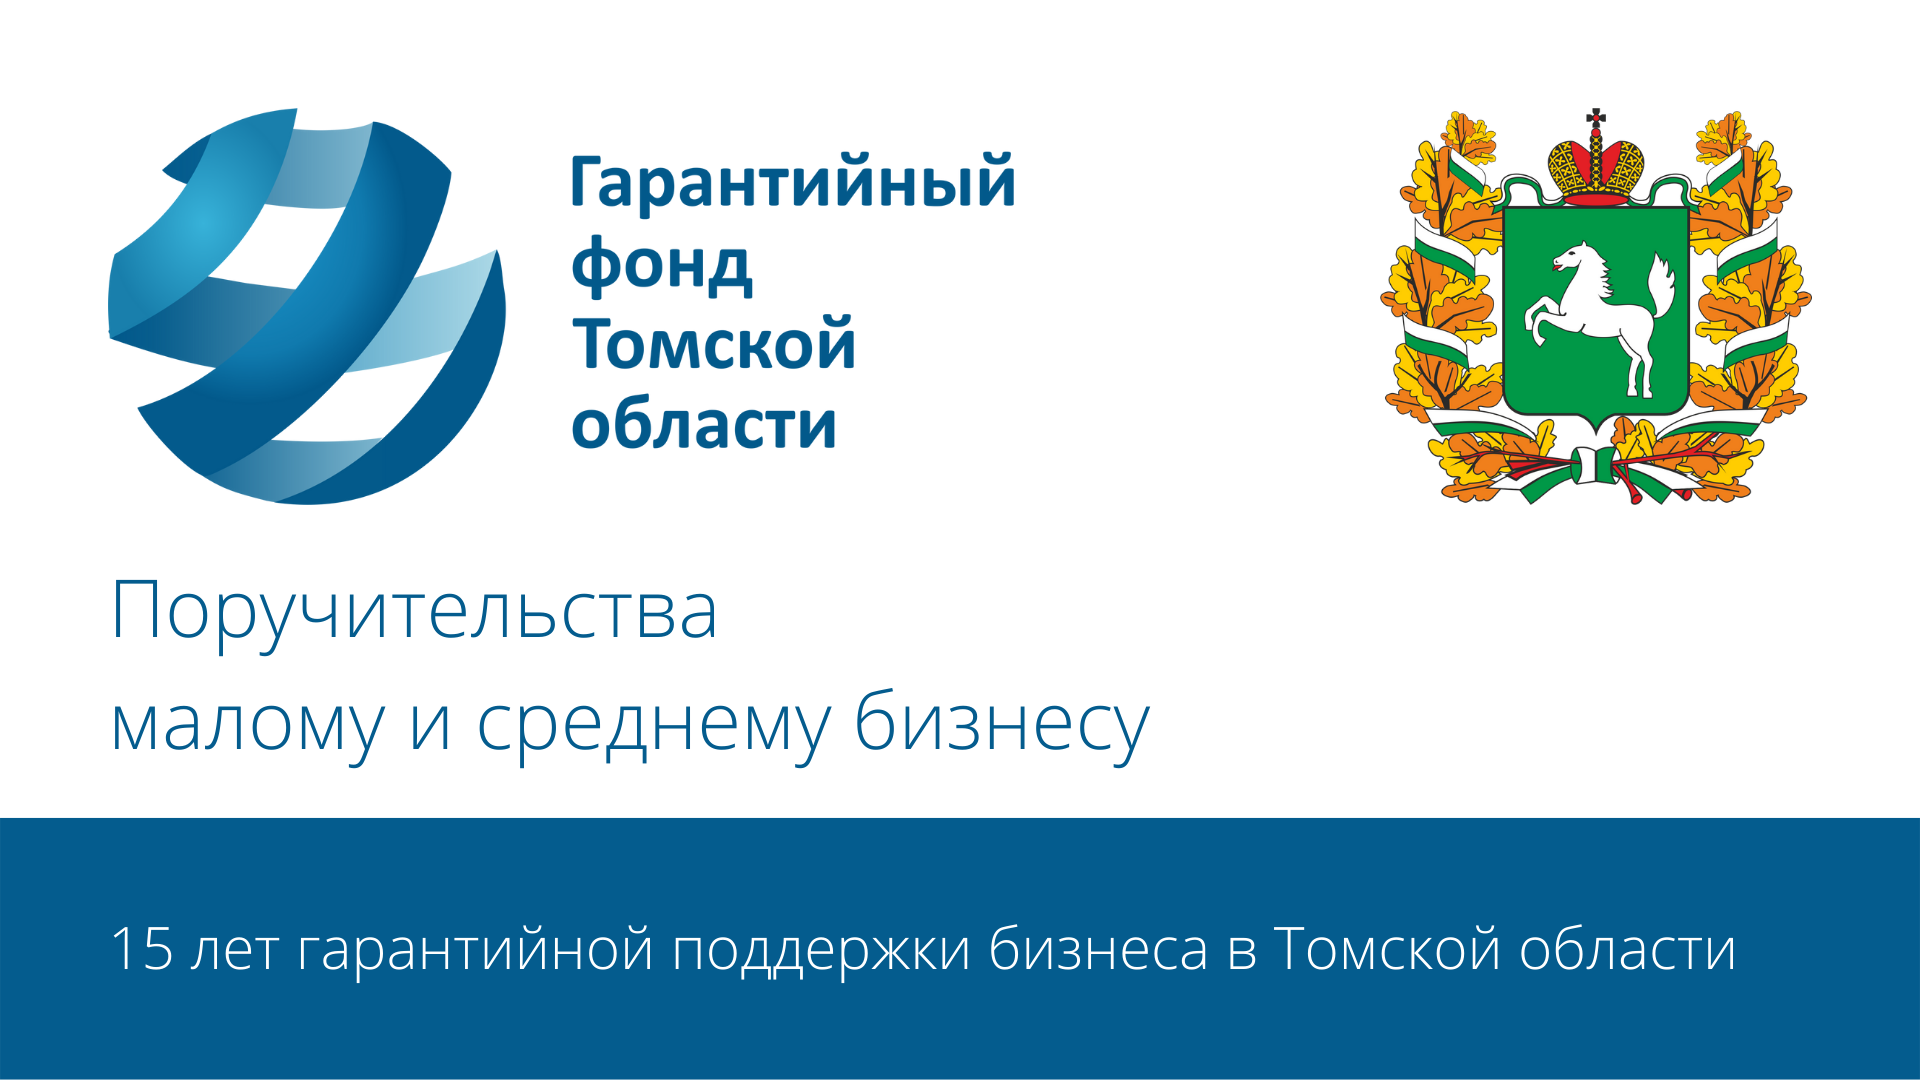 Гарантийный
фонд
Томской
области
Поручительства
малому и среднему бизнесу
15 лет гарантийной поддержки бизнеса в Томской области